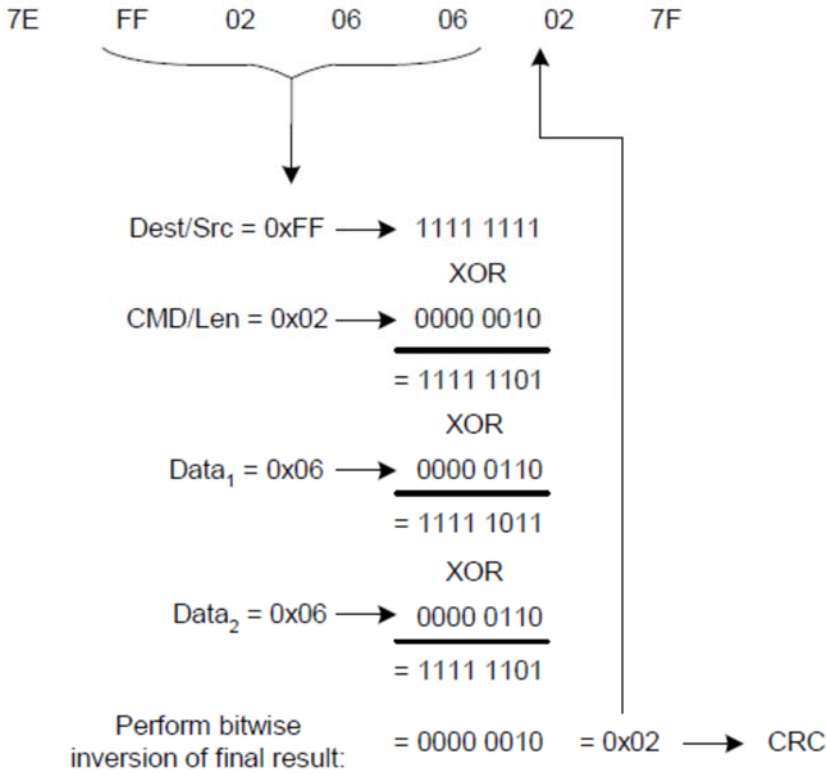 7E FF 02 06 06 02 7F
Dest/Src = 0xFF 1111 1111
XOR
CMD/Len = 0x02 0000 0010
= 1111 1101
XOR
Data₁ = 0x06 0000 0110
= 1111 1011
XOR
Data₂ = 0x06 0000 0110
= 1111 1101
Perform bitwise
inversion of final result: = 0000 0010 = 0x02 CRC